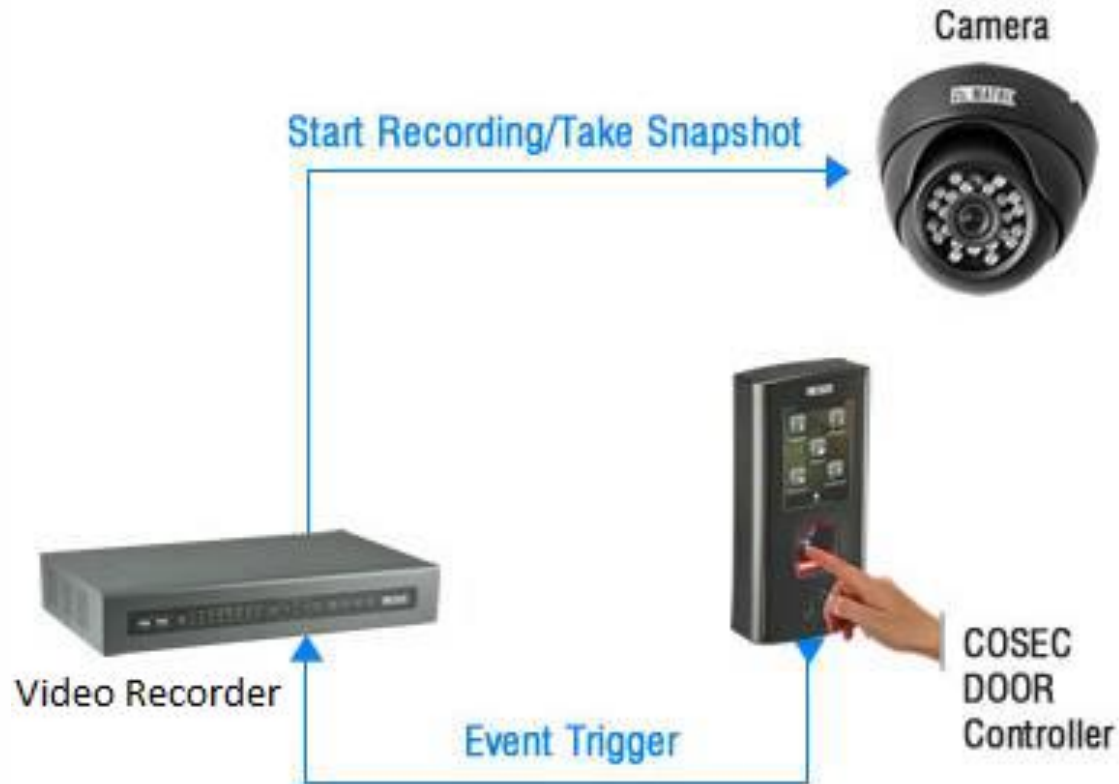 Camera
Start Recording/Take Snapshot
Video Recorder
COSEC
DOOR
Controller
Event Trigger